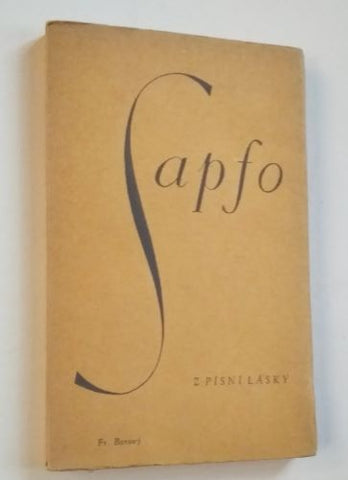 Sapfo
Z PÍSNÍ LÁSKY
Fr. Borový